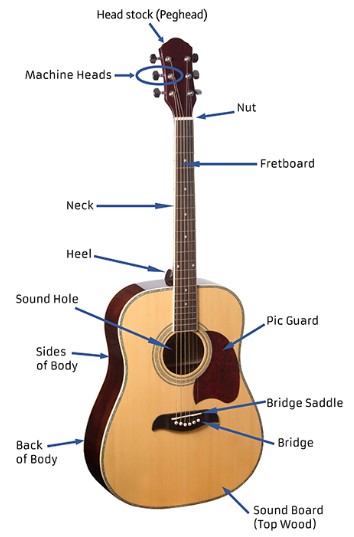 Head stock (Peghead)
Machine Heads
Nut
Fretboard
Neck
Heel
Sound Hole
Pic Guard
Sides
of Body
Bridge Saddle
Bridge
Back
of Body
Sound Board
(Top Wood)